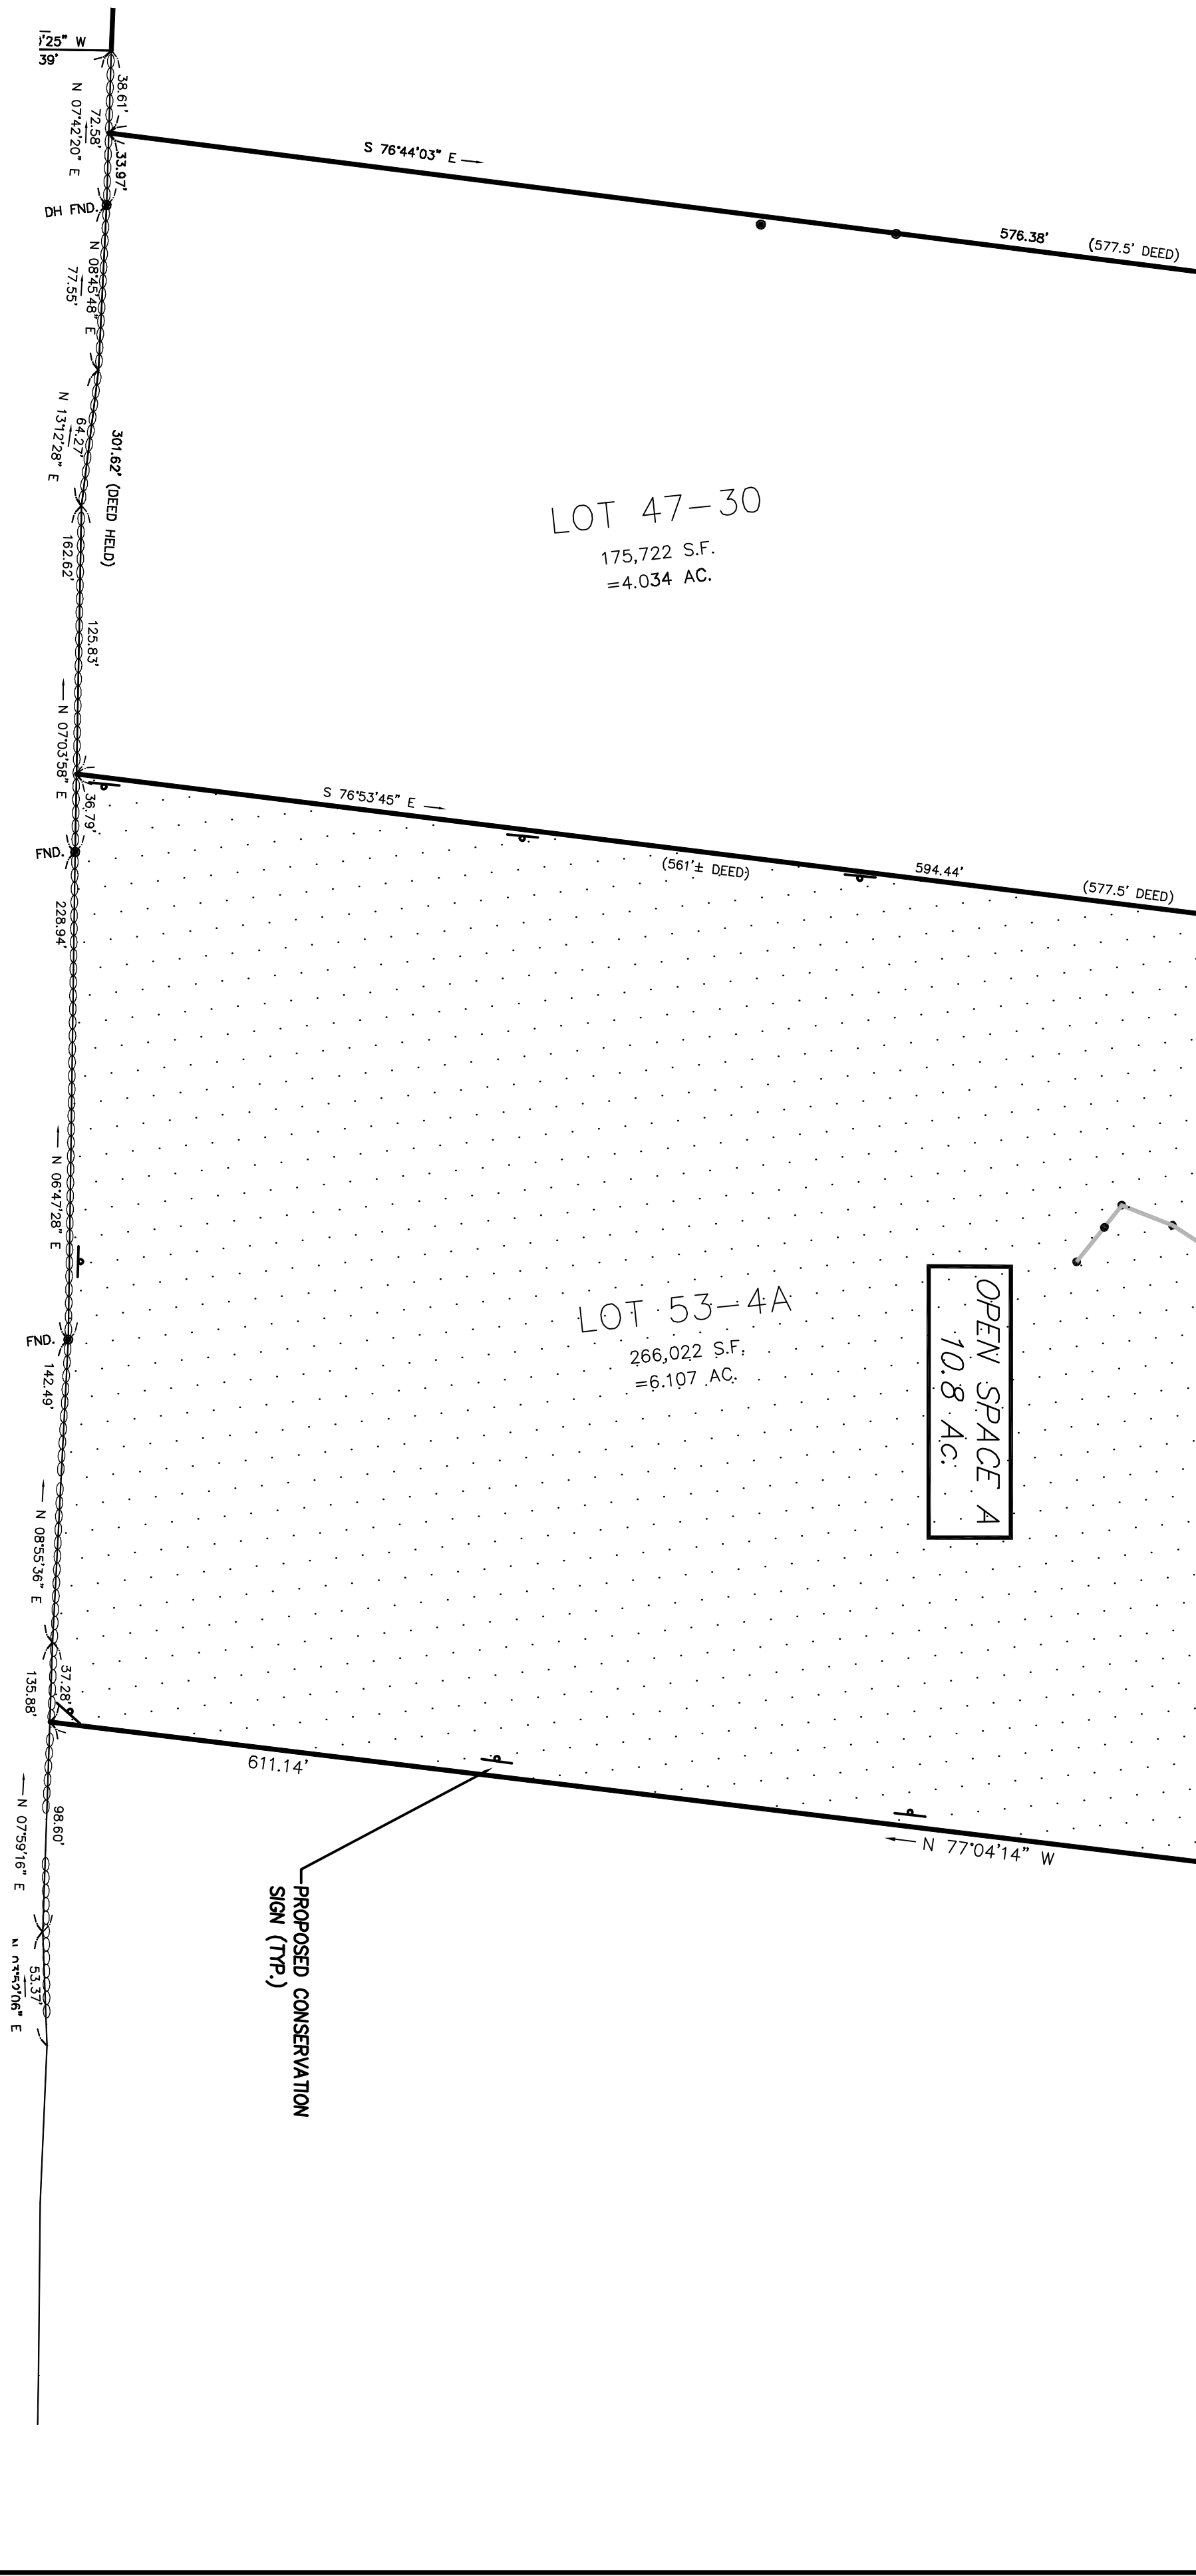 25" W
39'
38.61'
72.58'
N 07°42'20" E
33.97'
S 76°44'03" E
DH FND.
576.38'
(577.5' DEED)
N 08°45'48" E
77.55'
64.27'
N 13°12'28" E
301.62' (DEED HELD)
LOT 47-30
175,722 S.F.
=4.034 AC.
162.62'
125.83'
N 07°03'58" E
36.79'
S 76°53'45" E
(561'± DEED)
594.44'
(577.5' DEED)
FND.
228.94'
N 06°47'28" E
LOT 53-4A
266,022 S.F.
=6.107 AC.
OPEN SPACE A
10.8 AC.
FND.
142.49'
N 08°55'36" E
37.28'
135.88'
611.14'
N 77°04'14" W
98.60'
N 07°59'16" E
PROPOSED CONSERVATION
SIGN (TYP.)
53.37'
N 03°52'06" E